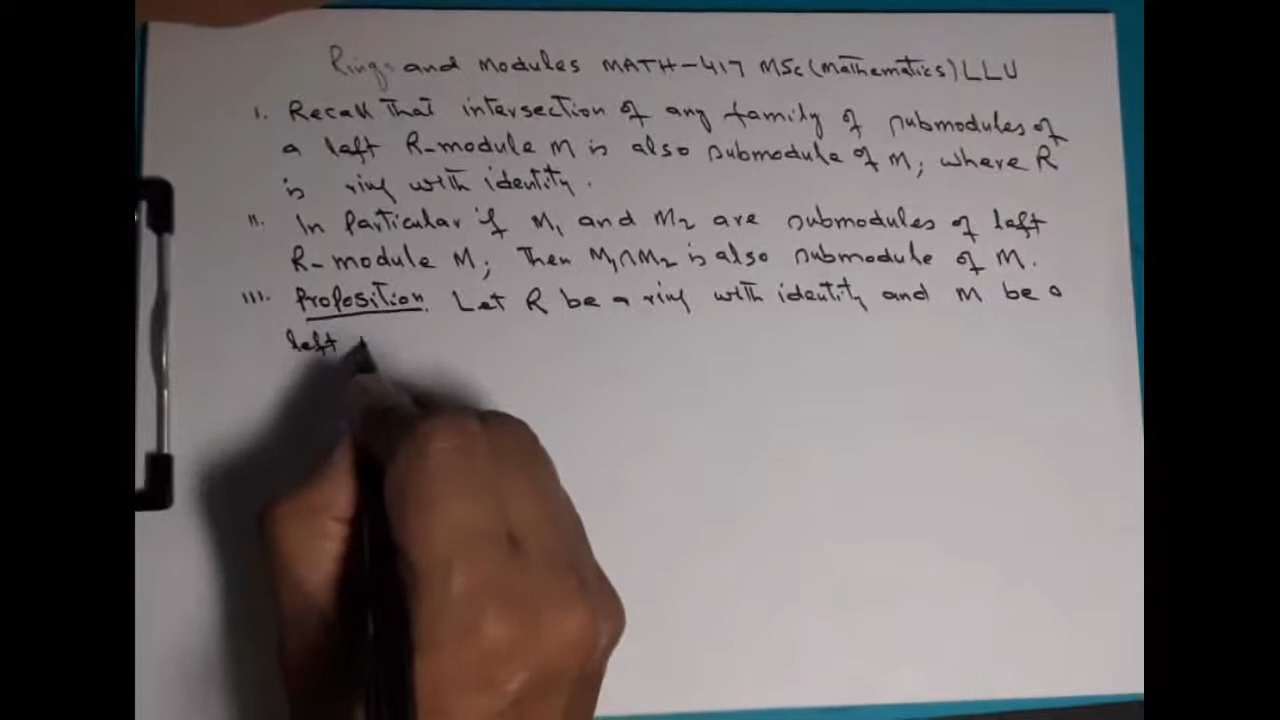 Rings and Modules MATH-417 MSc (Mathematics) LLU
i. Recall that intersection of any family of submodules of
a left R-module M is also submodule of M; where R
is ring with identity.
ii. In particular if M₁ and M₂ are submodules of left
R-module M; Then M₁∩M₂ is also submodule of M.
iii. Proposition. Let R be a ring with identity and M be a
left